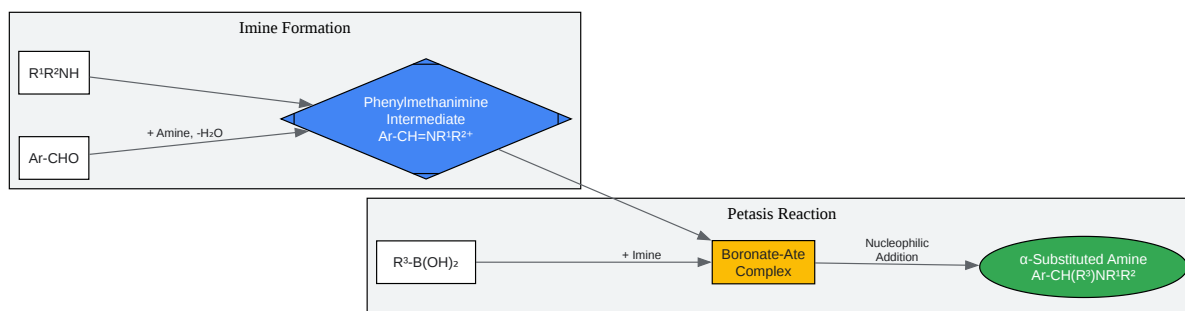 Imine Formation
R¹R²NH
Ar-CHO
+ Amine, -H₂O
Phenylmethanimine
Intermediate
Ar-CH=NR¹R²⁺
Petasis Reaction
R³-B(OH)₂
+ Imine
Boronate-Ate
Complex
Nucleophilic
Addition
α-Substituted Amine
Ar-CH(R³)NR¹R²